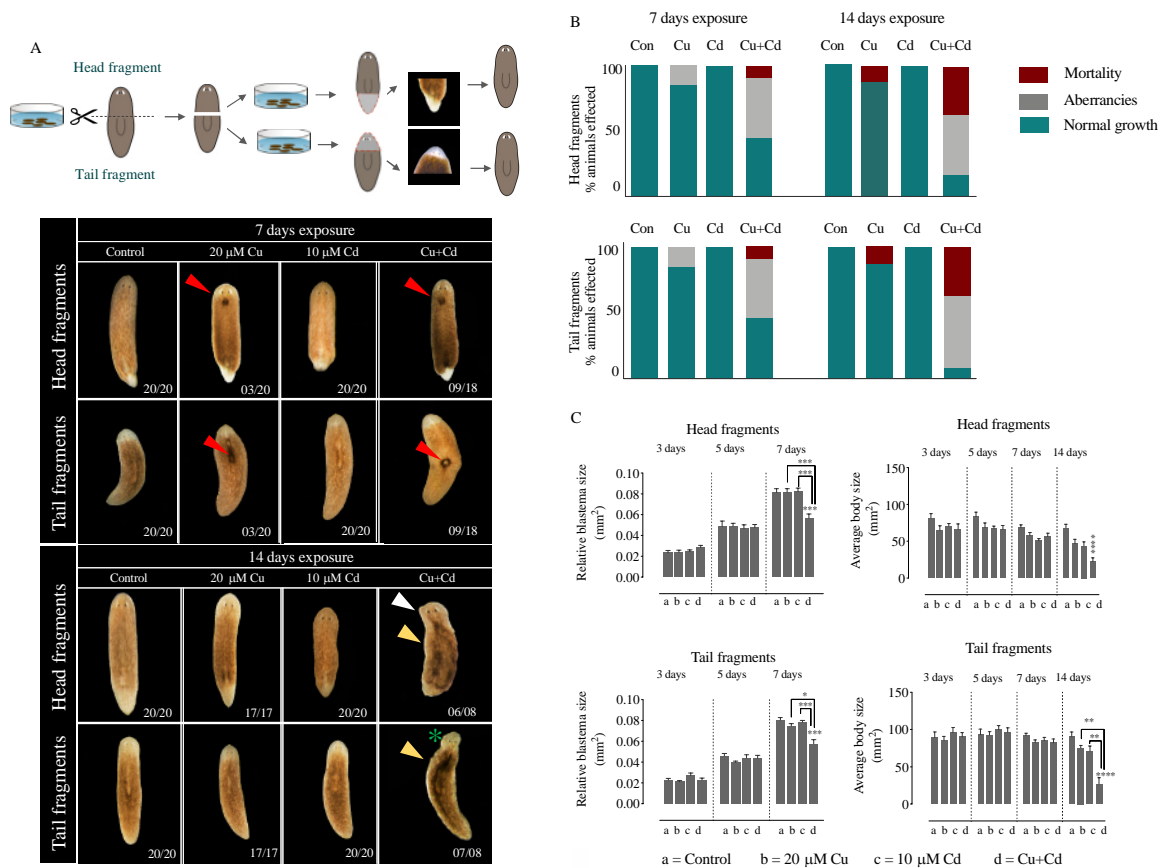 A
Head fragment
Tail fragment
7 days exposure
Control
20 µM Cu
10 µM Cd
Cu+Cd
Head fragments
20/20
03/20
20/20
09/18
Tail fragments
20/20
03/20
20/20
09/18
14 days exposure
Control
20 µM Cu
10 µM Cd
Cu+Cd
Head fragments
20/20
17/17
20/20
06/08
Tail fragments
*
20/20
17/17
20/20
07/08
B
7 days exposure
14 days exposure
Con Cu Cd Cu+Cd
Con Cu Cd Cu+Cd
Head fragments
% animals effected
100
50
0
Mortality
Aberrancies
Normal growth
Con Cu Cd Cu+Cd
Con Cu Cd Cu+Cd
Tail fragments
% animals effected
100
50
0
C
Head fragments
3 days
5 days
7 days
Relative blastema size
(mm²)
0.10
0.08
0.06
0.04
0.02
0.00
***
***
***
a b c d
a b c d
a b c d
Head fragments
3 days
5 days
7 days
14 days
Average body size
(mm²)
150
100
50
0
****
a b c d
a b c d
a b c d
a b c d
Tail fragments
3 days
5 days
7 days
Relative blastema size
(mm²)
0.10
0.08
0.06
0.04
0.02
0.00
*
***
***
a b c d
a b c d
a b c d
Tail fragments
3 days
5 days
7 days
14 days
Average body size
(mm²)
150
100
50
0
**
**
****
a b c d
a b c d
a b c d
a b c d
a = Control
b = 20 µM Cu
c = 10 µM Cd
d = Cu+Cd